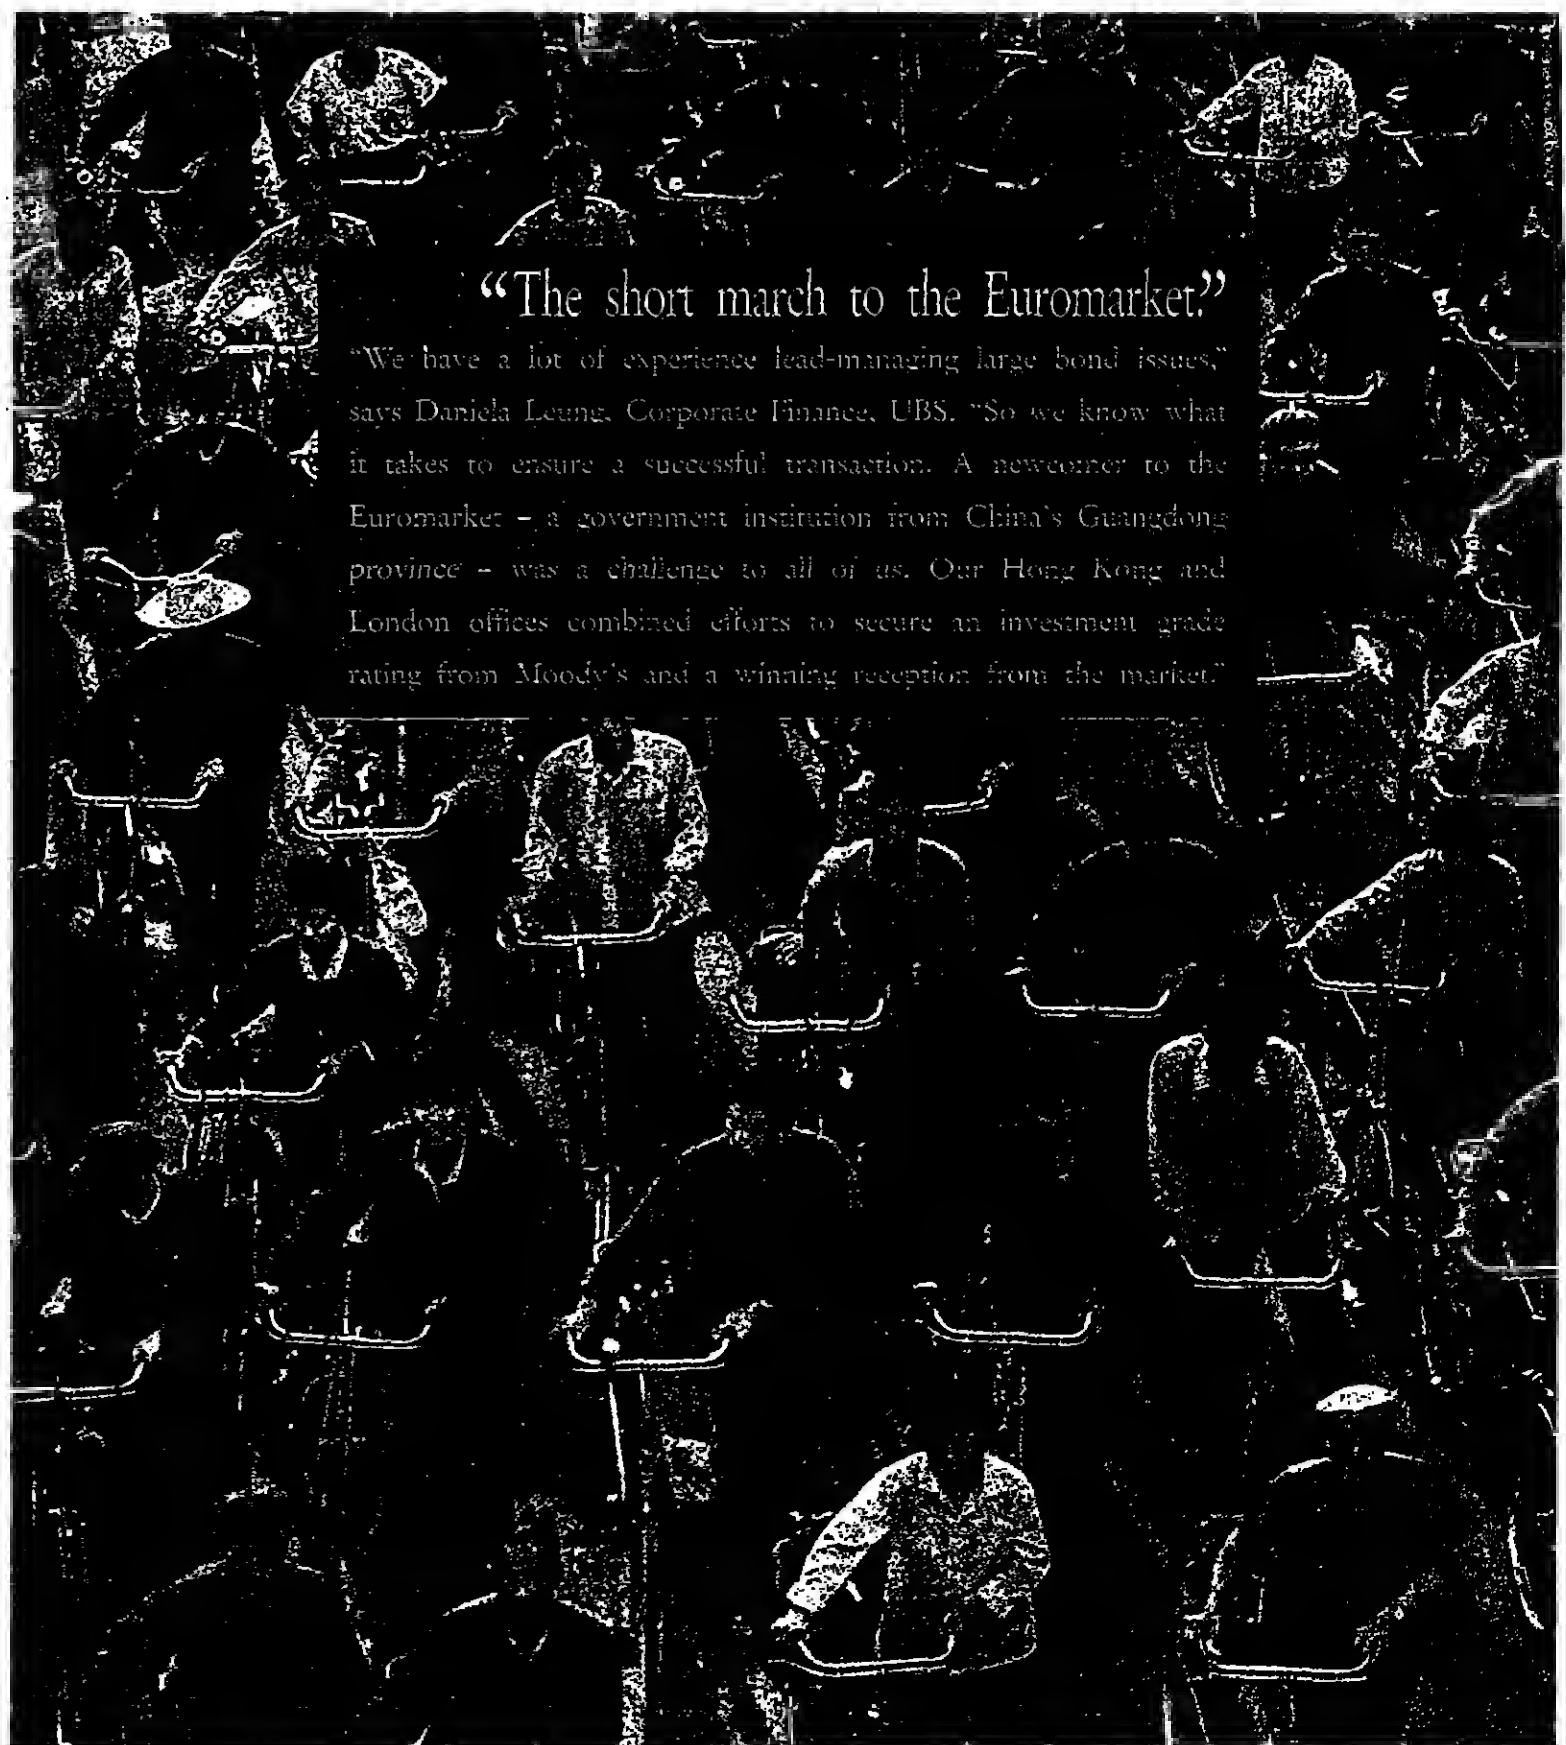 “The short march to the Euromarket.”
“We have a lot of experience lead-managing large bond issues,”
says Daniela Leung, Corporate Finance, UBS. “So we know what
it takes to ensure a successful transaction. A newcomer to the
Euromarket – a government institution from China’s Guangdong
province – was a challenge to all of us. Our Hong Kong and
London offices combined efforts to secure an investment grade
rating from Moody’s and a winning reception from the market.”